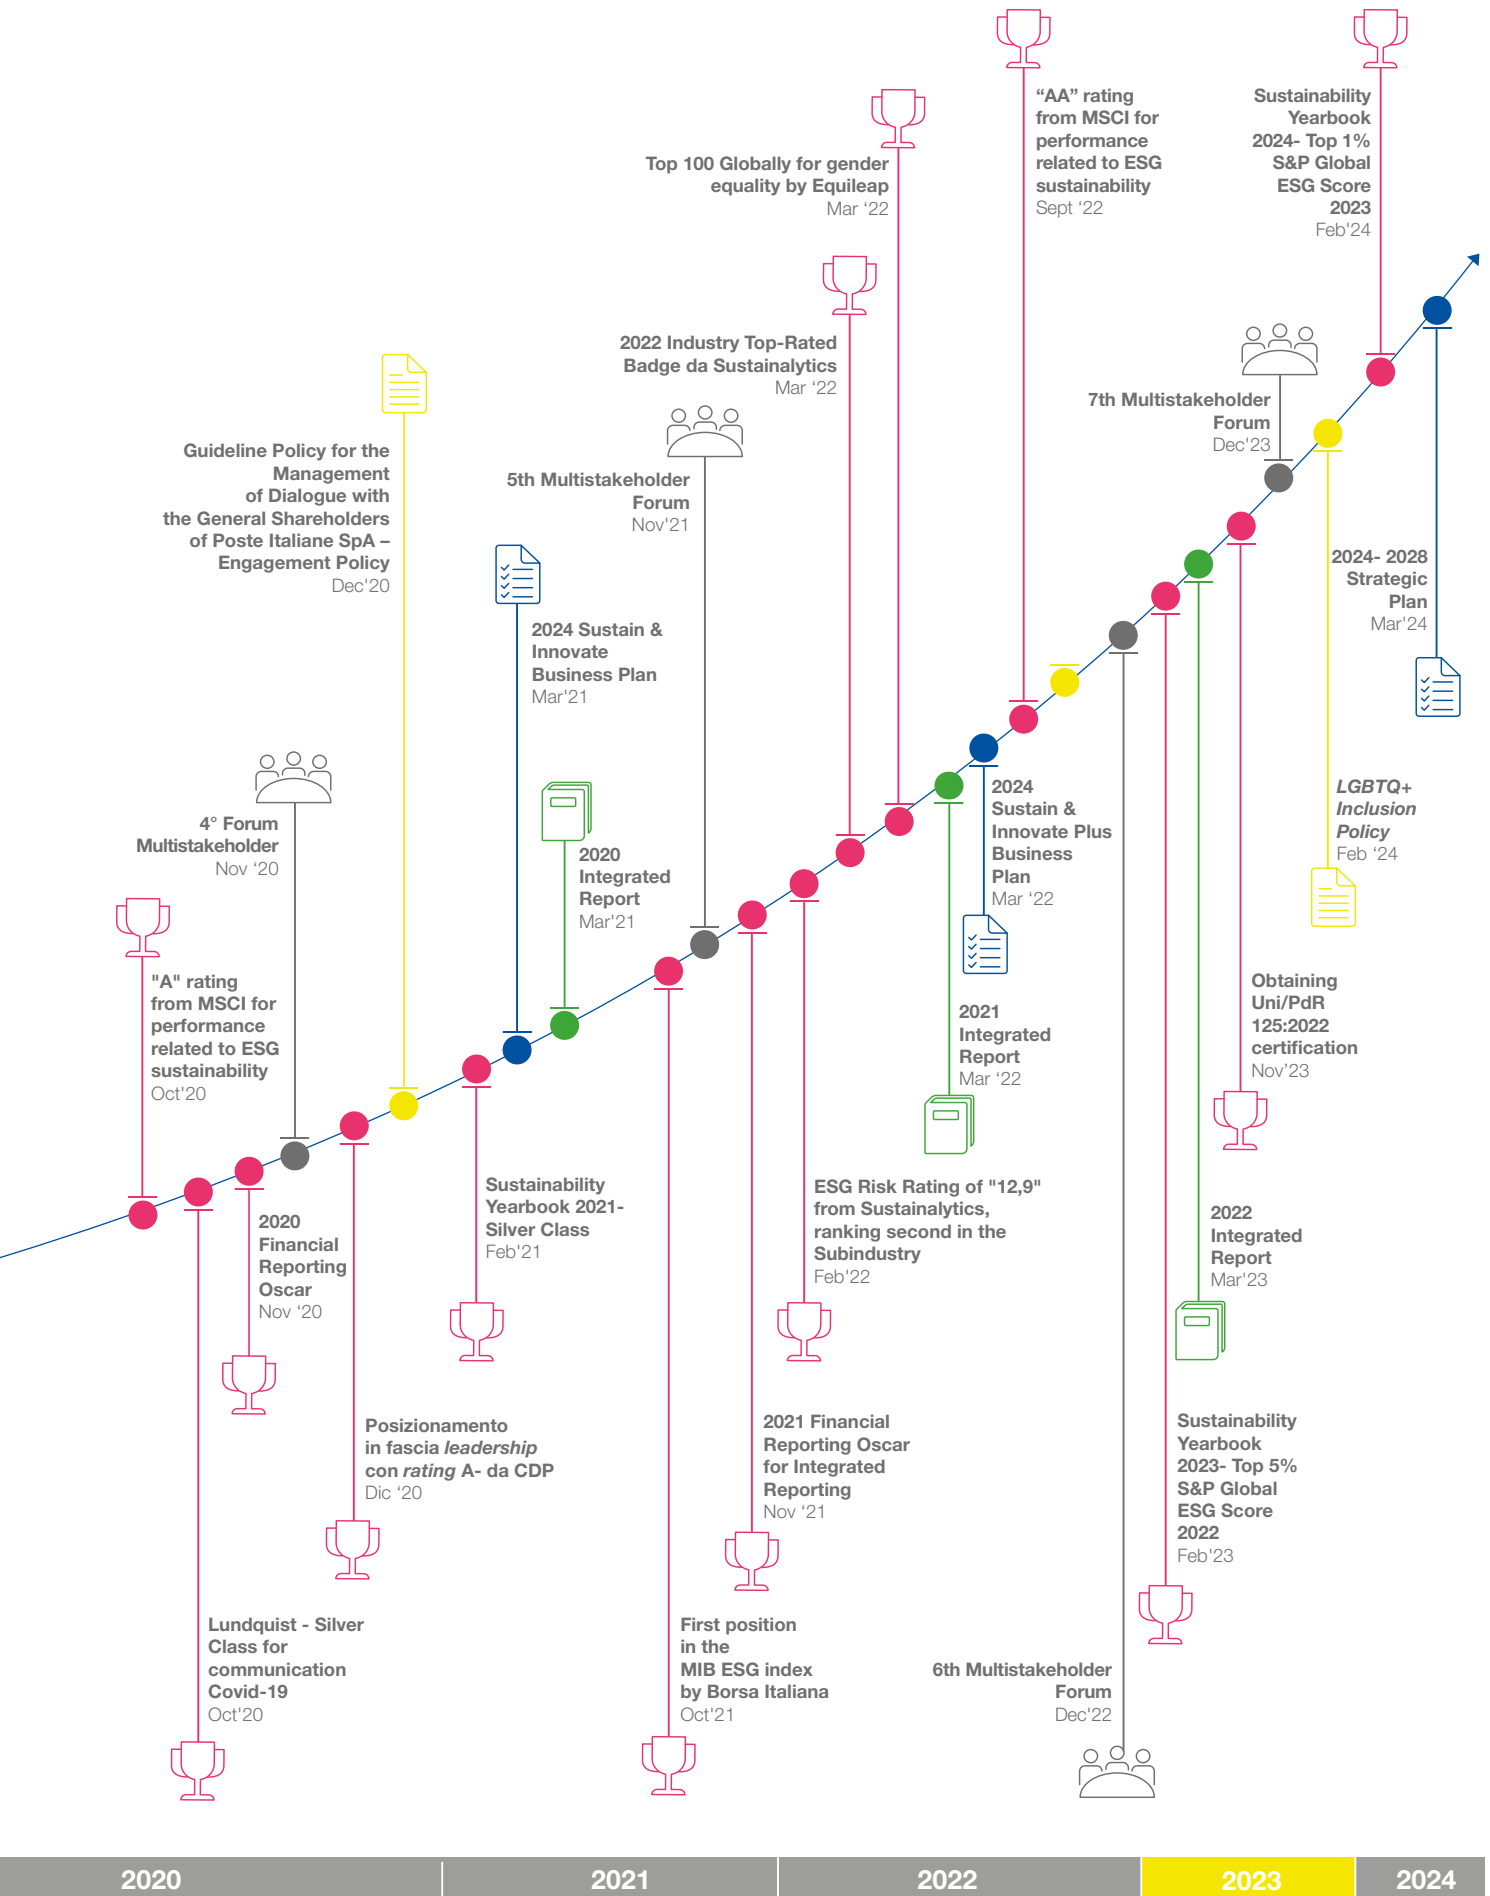 "A" rating
from MSCI for
performance
related to ESG
sustainability
Oct'20
Lundquist - Silver
Class for
communication
Covid-19
Oct'20
2020
Financial
Reporting
Oscar
Nov ‘20
4° Forum
Multistakeholder
Nov ‘20
Posizionamento
in fascia leadership
con rating A- da CDP
Dic ‘20
Guideline Policy for the
Management
of Dialogue with
the General Shareholders
of Poste Italiane SpA –
Engagement Policy
Dec'20
Sustainability
Yearbook 2021-
Silver Class
Feb'21
2024 Sustain &
Innovate
Business Plan
Mar'21
2020
Integrated
Report
Mar'21
First position
in the
MIB ESG index
by Borsa Italiana
Oct'21
5th Multistakeholder
Forum
Nov'21
2021 Financial
Reporting Oscar
for Integrated
Reporting
Nov ‘21
ESG Risk Rating of "12,9"
from Sustainalytics,
ranking second in the
Subindustry
Feb'22
2022 Industry Top-Rated
Badge da Sustainalytics
Mar ‘22
Top 100 Globally for gender
equality by Equileap
Mar ‘22
2021
Integrated
Report
Mar ‘22
2024
Sustain &
Innovate Plus
Business
Plan
Mar ‘22
“AA” rating
from MSCI for
performance
related to ESG
sustainability
Sept ‘22
6th Multistakeholder
Forum
Dec'22
Sustainability
Yearbook
2023- Top 5%
S&P Global
ESG Score
2022
Feb'23
2022
Integrated
Report
Mar'23
Obtaining
Uni/PdR
125:2022
certification
Nov’23
7th Multistakeholder
Forum
Dec'23
LGBTQ+
Inclusion
Policy
Feb ‘24
Sustainability
Yearbook
2024- Top 1%
S&P Global
ESG Score
2023
Feb'24
2024- 2028
Strategic
Plan
Mar'24
2020
2021
2022
2023
2024